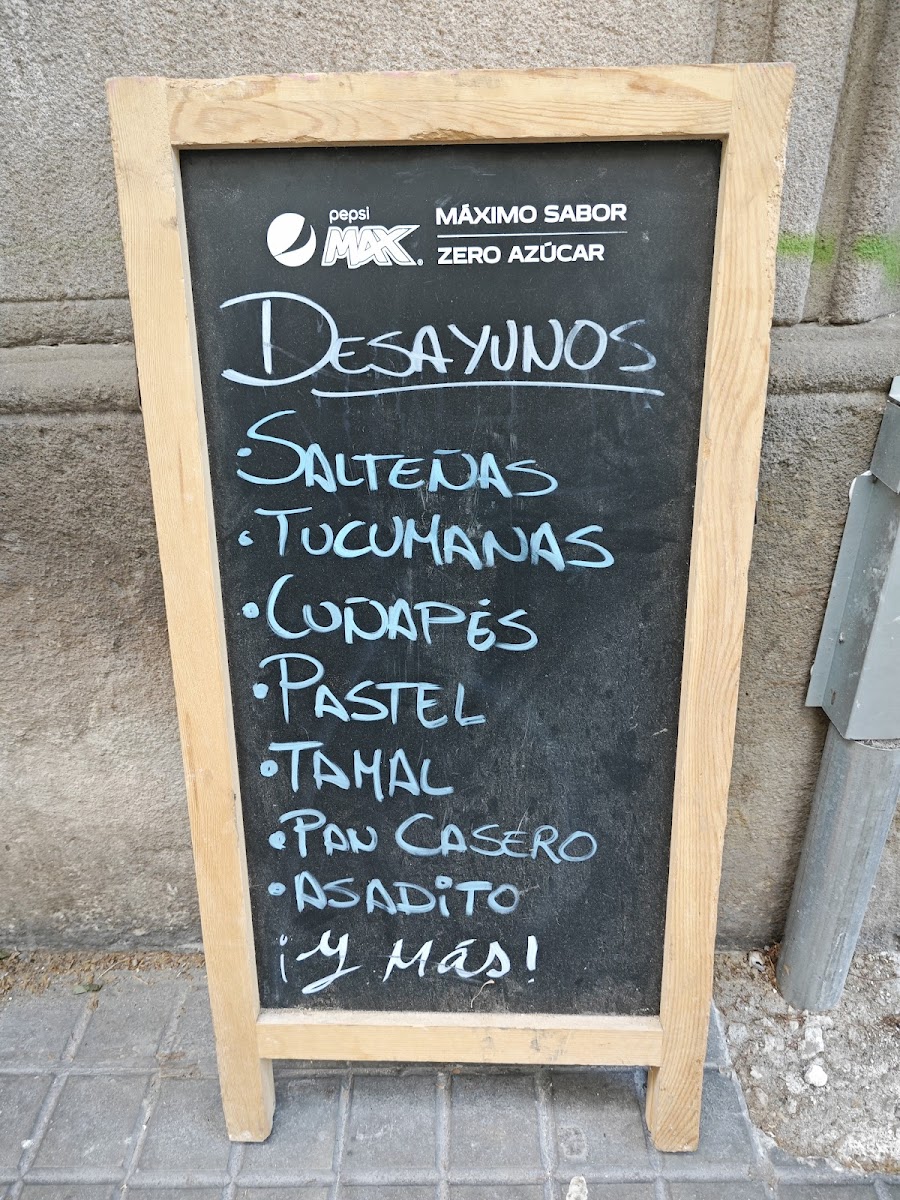 pepsi
MAX®
MÁXIMO SABOR
ZERO AZÚCAR
DESAYUNOS
• SALTEÑAS
• TUCUMANAS
• CUÑAPÉS
• PASTEL
• TAMAL
• PAN CASERO
• ASADiTO
¡Y Más!